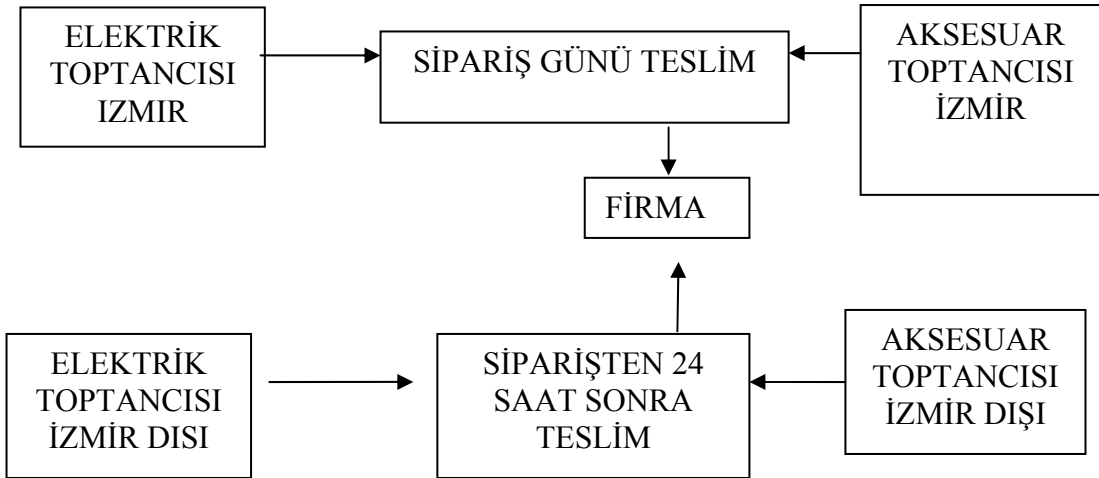 ELEKTRİK
TOPTANCISI
IZMIR
SİPARİŞ GÜNÜ TESLİM
AKSESUAR
TOPTANCISI
İZMİR
FİRMA
ELEKTRİK
TOPTANCISI
İZMİR DISI
SİPARİŞTEN 24
SAAT SONRA
TESLİM
AKSESUAR
TOPTANCISI
İZMİR DIŞI